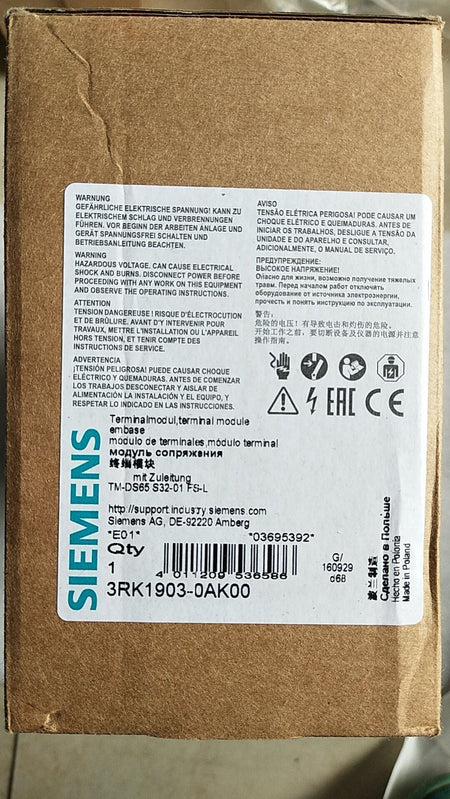 WARNUNG
GEFÄHRLICHE ELEKTRISCHE SPANNUNG! KANN ZU
ELEKTRISCHEM SCHLAG UND VERBRENNUNGEN
FÜHREN. VOR BEGINN DER ARBEITEN ANLAGE UND
GERÄT SPANNUNGSFREI SCHALTEN UND
BETRIEBSANLEITUNG BEACHTEN.
WARNING
HAZARDOUS VOLTAGE. CAN CAUSE ELECTRICAL
SHOCK AND BURNS. DISCONNECT POWER BEFORE
PROCEEDING WITH ANY WORK ON THIS EQUIPMENT
AND OBSERVE THE OPERATING INSTRUCTIONS.
ATTENTION
TENSION DANGEREUSE ! RISQUE D'ÉLECTROCUTION
ET DE BRÛLURE. AVANT D'Y INTERVENIR POUR
TRAVAUX, METTRE L'INSTALLATION OU L'APPAREIL
HORS TENSION, ET TENIR COMPTE DES
INSTRUCTIONS DE SERVICE.
ADVERTENCIA
¡TENSIÓN PELIGROSA! PUEDE CAUSAR CHOQUE
ELÉCTRICO Y QUEMADURAS. ANTES DE COMENZAR
LOS TRABAJOS DESCONECTAR Y AISLAR DE
ALIMENTACIÓN LA INSTALACIÓN Y EL EQUIPO, Y
RESPETAR LO INDICADO EN LAS INSTRUCCIONES.
AVISO
TENSÃO ELÉTRICA PERIGOSA! PODE CAUSAR UM
CHOQUE ELÉTRICO E QUEIMADURAS. ANTES DE
INICIAR OS TRABALHOS, DESLIGUE A TENSÃO DA
UNIDADE E DO APARELHO E CONSULTAR,
ADICIONALMENTE, O MANUAL DE SERVIÇO.
ПРЕДУПРЕЖДЕНИЕ:
ВЫСОКОЕ НАПРЯЖЕНИЕ!
Опасно для жизни, возможно получение тяжелых
травм. Перед началом работ отключить
оборудование от источника электроэнергии,
прочесть и понять инструкцию по эксплуатации.
警告:
危险的电压! 有导致电击和灼伤的危险。
开始工作之前,要切断设备及仪器的电源并注意
操作指南。
EAC CE
SIEMENS
Terminalmodul,terminal module
embase
módulo de terminales,módulo terminal
модуль сопряжения
终端模块
mit Zuleitung
TM-DS65 S32-01 FS-L
http://support.industry.siemens.com
Siemens AG, DE-92220 Amberg
*E01* *03695392*
Qty
1
4 011209 536586
G/
160929
d68
3RK1903-0AK00
波兰制造
Сделано в Польше
Hecho en Polonia
Made in Poland